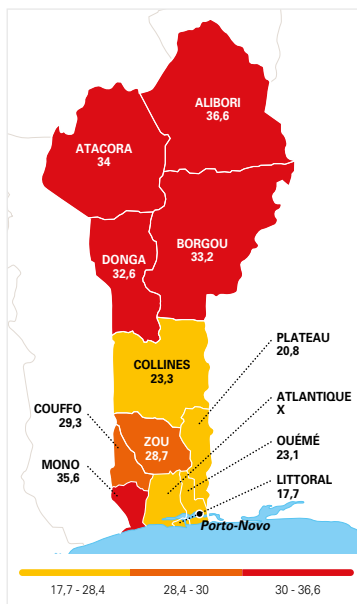 ALIBORI
36,6
ATACORA
34
BORGOU
33,2
DONGA
32,6
PLATEAU
20,8
COLLINES
23,3
ATLANTIQUE
X
COUFFO
29,3
ZOU
28,7
OUÉMÉ
23,1
MONO
35,6
LITTORAL
17,7
Porto-Novo
17,7 - 28,4
28,4 - 30
30 - 36,6